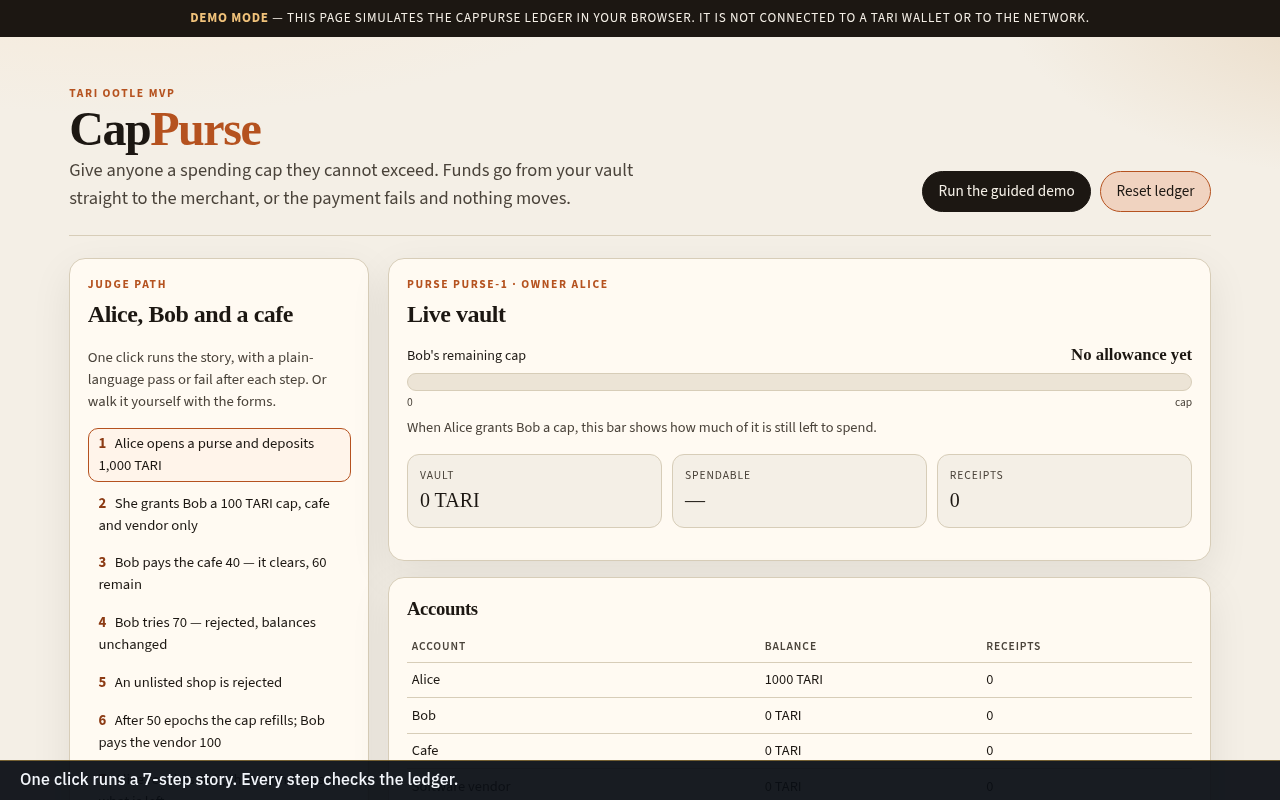 DEMO MODE — THIS PAGE SIMULATES THE CAPPURSE LEDGER IN YOUR BROWSER. IT IS NOT CONNECTED TO A TARI WALLET OR TO THE NETWORK.
TARI OOTLE MVP
CapPurse
Give anyone a spending cap they cannot exceed. Funds go from your vault
straight to the merchant, or the payment fails and nothing moves.
Run the guided demo
Reset ledger
JUDGE PATH
Alice, Bob and a cafe
One click runs the story, with a plain-
language pass or fail after each step. Or
walk it yourself with the forms.
1 Alice opens a purse and deposits
1,000 TARI
2 She grants Bob a 100 TARI cap, cafe
and vendor only
3 Bob pays the cafe 40 — it clears, 60
remain
4 Bob tries 70 — rejected, balances
unchanged
5 An unlisted shop is rejected
6 After 50 epochs the cap refills; Bob
pays the vendor 100
PURSE PURSE-1 · OWNER ALICE
Live vault
Bob's remaining cap
No allowance yet
0
cap
When Alice grants Bob a cap, this bar shows how much of it is still left to spend.
VAULT
0 TARI
SPENDABLE
—
RECEIPTS
0
Accounts
ACCOUNT BALANCE RECEIPTS
Alice 1000 TARI 0
Bob 0 TARI 0
Cafe 0 TARI 0
vendor 0 TARI 0
One click runs a 7-step story. Every step checks the ledger.